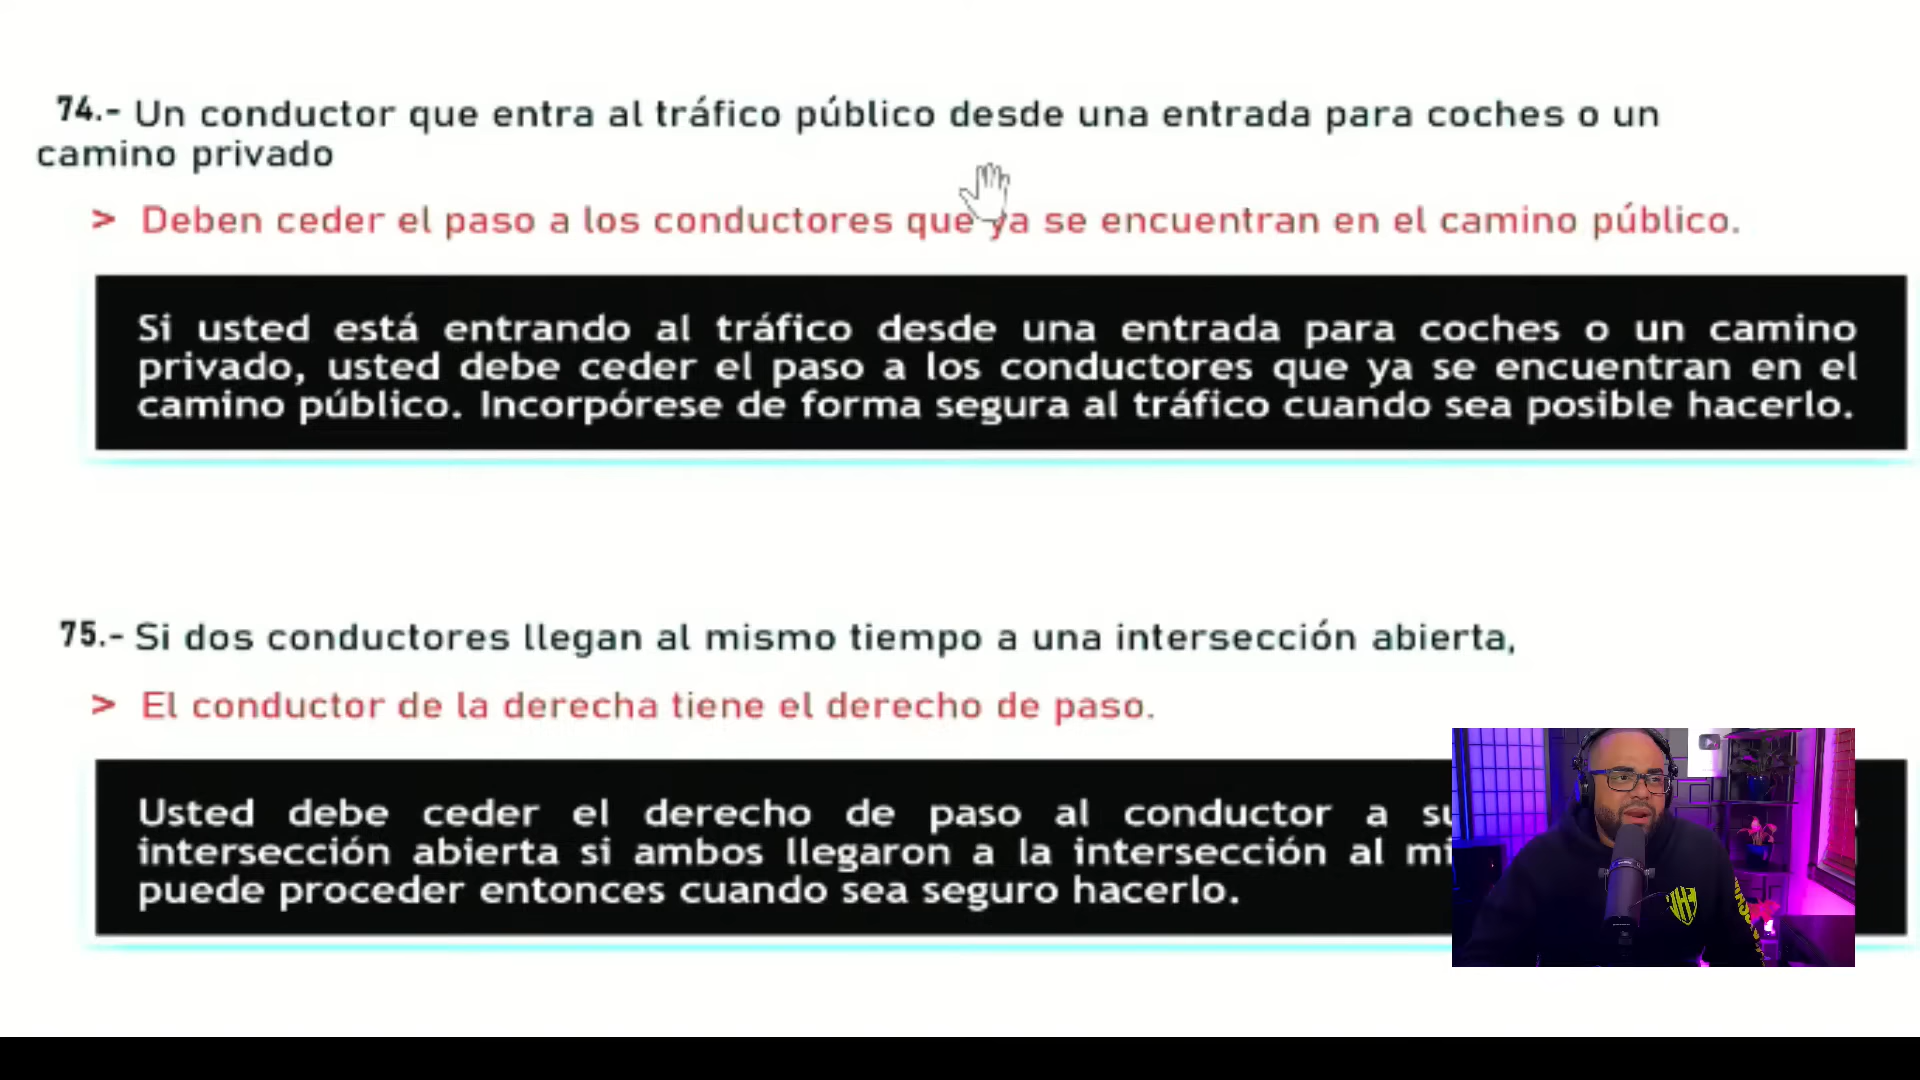 74.- Un conductor que entra al tráfico público desde una entrada para coches o un
camino privado
> Deben ceder el paso a los conductores que ya se encuentran en el camino público.
Si usted está entrando al tráfico desde una entrada para coches o un camino
privado, usted debe ceder el paso a los conductores que ya se encuentran en el
camino público. Incorpórese de forma segura al tráfico cuando sea posible hacerlo.
75.- Si dos conductores llegan al mismo tiempo a una intersección abierta,
> El conductor de la derecha tiene el derecho de paso.
Usted debe ceder el derecho de paso al conductor a
intersección abierta si ambos llegaron a la intersección al
puede proceder entonces cuando sea seguro hacerlo.